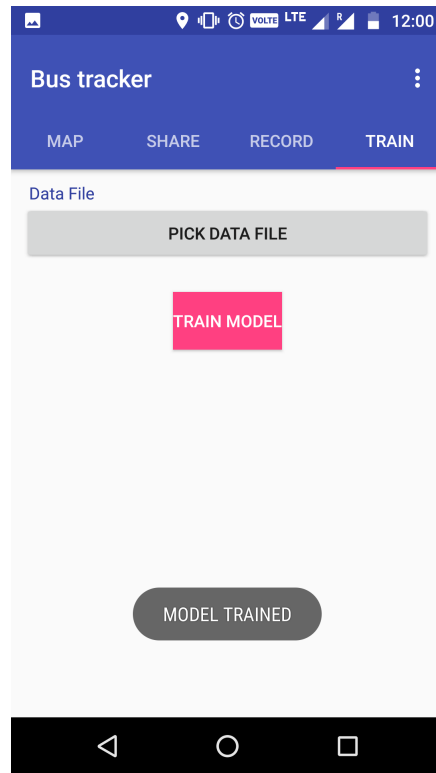 VOLTE LTE R 12:00
Bus tracker
MAP SHARE RECORD TRAIN
Data File
PICK DATA FILE
TRAIN MODEL
MODEL TRAINED